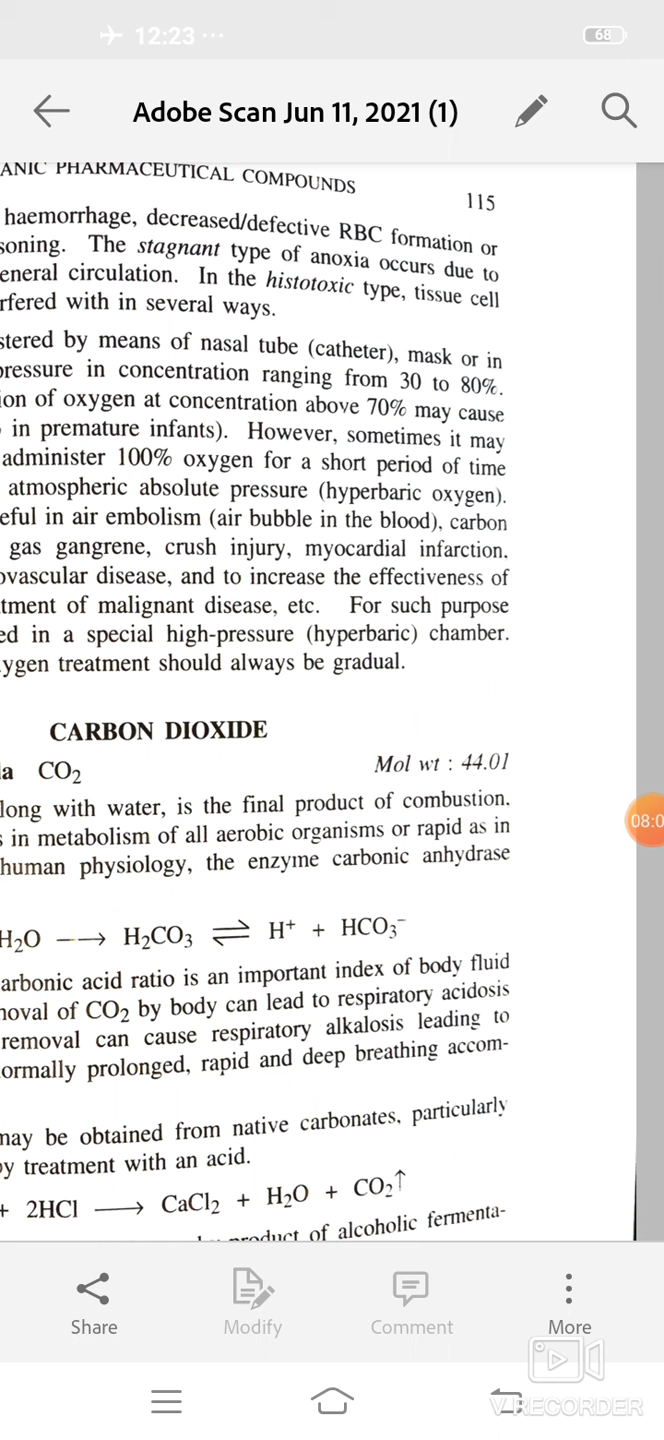 12:23 ...
68
Adobe Scan Jun 11, 2021 (1)
ANIC PHARMACEUTICAL COMPOUNDS
115
haemorrhage, decreased/defective RBC formation or
soning. The stagnant type of anoxia occurs due to
eneral circulation. In the histotoxic type, tissue cell
rfered with in several ways.
stered by means of nasal tube (catheter), mask or in
pressure in concentration ranging from 30 to 80%.
ion of oxygen at concentration above 70% may cause
in premature infants). However, sometimes it may
administer 100% oxygen for a short period of time
atmospheric absolute pressure (hyperbaric oxygen).
eful in air embolism (air bubble in the blood), carbon
gas gangrene, crush injury, myocardial infarction.
ovascular disease, and to increase the effectiveness of
tment of malignant disease, etc. For such purpose
ed in a special high-pressure (hyperbaric) chamber.
ygen treatment should always be gradual.
CARBON DIOXIDE
la CO₂
Mol wt : 44.01
long with water, is the final product of combustion.
s in metabolism of all aerobic organisms or rapid as in
human physiology, the enzyme carbonic anhydrase
H₂O ⟶ H₂CO₃ ⇌ H⁺ + HCO₃⁻
arbonic acid ratio is an important index of body fluid
noval of CO₂ by body can lead to respiratory acidosis
removal can cause respiratory alkalosis leading to
ormally prolonged, rapid and deep breathing accom-
may be obtained from native carbonates, particularly
by treatment with an acid.
+ 2HCl ⟶ CaCl₂ + H₂O + CO₂↑
product of alcoholic fermenta-
08:0
Share
Modify
Comment
More
V RECORDER